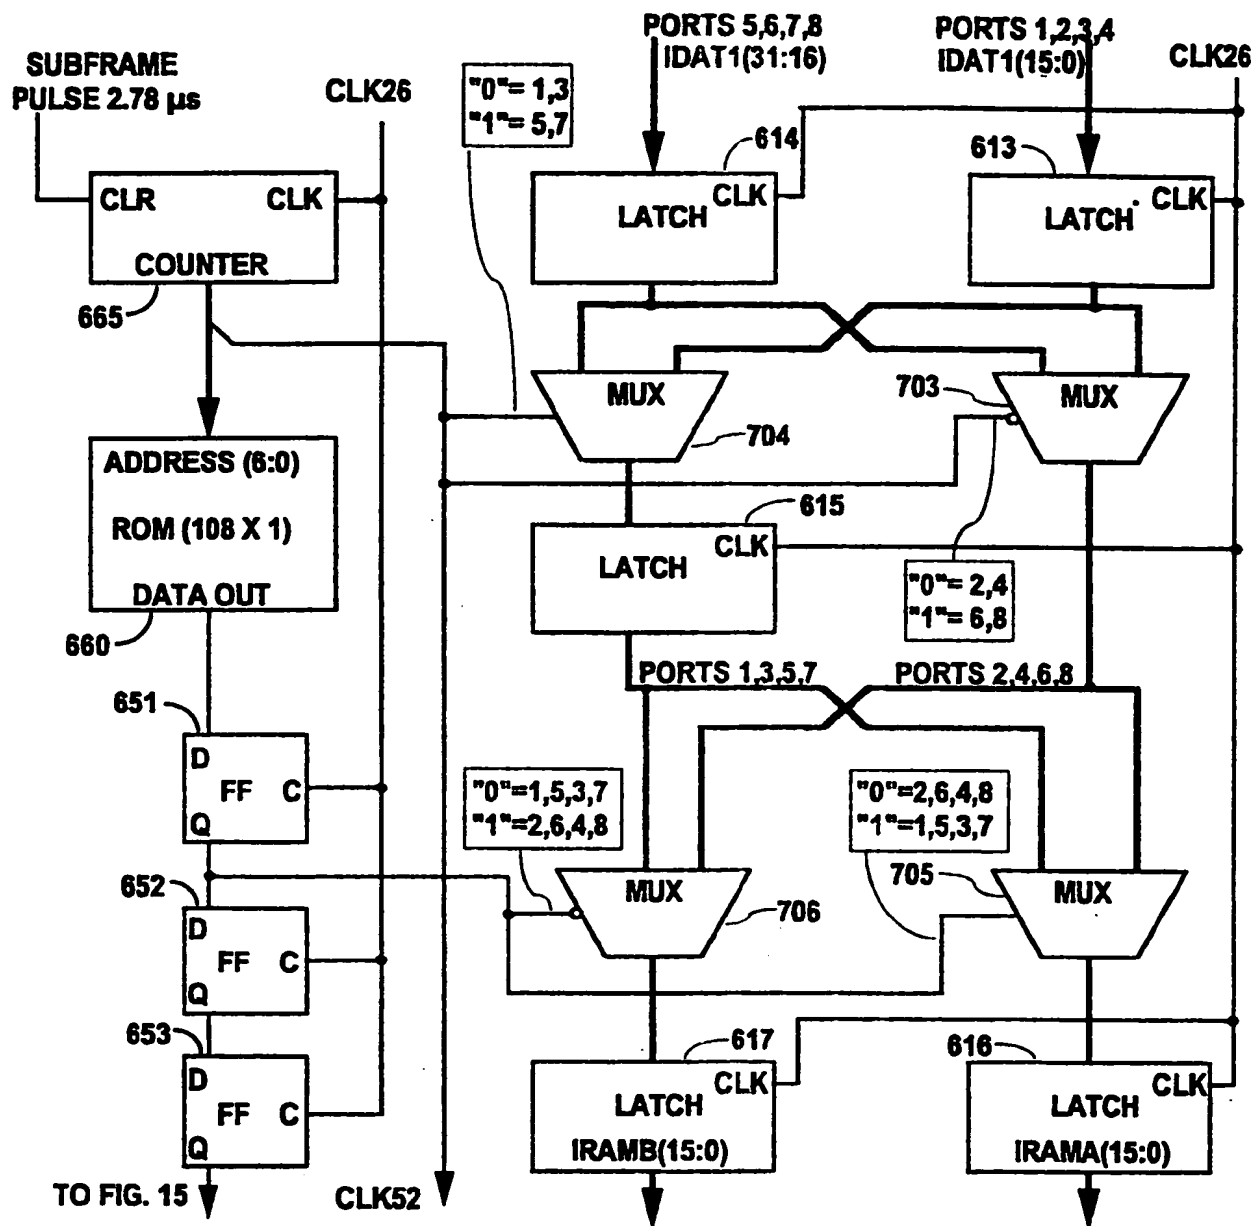 PORTS 5,6,7,8
IDAT1(31:16)
PORTS 1,2,3,4
IDAT1(15:0)
CLK26
SUBFRAME
PULSE 2.78 µs
CLK26
"0"= 1,3
"1"= 5,7
614
613
CLR
CLK
COUNTER
665
CLK
LATCH
CLK
LATCH
MUX
704
703
MUX
ADDRESS (6:0)
ROM (108 X 1)
DATA OUT
660
615
CLK
LATCH
"0"= 2,4
"1"= 6,8
PORTS 1,3,5,7
PORTS 2,4,6,8
651
D
FF
C
Q
"0"=1,5,3,7
"1"=2,6,4,8
"0"=2,6,4,8
"1"=1,5,3,7
652
D
FF
C
Q
MUX
706
705
MUX
653
D
FF
C
Q
617
CLK
LATCH
IRAMB(15:0)
616
CLK
LATCH
IRAMA(15:0)
TO FIG. 15
CLK52